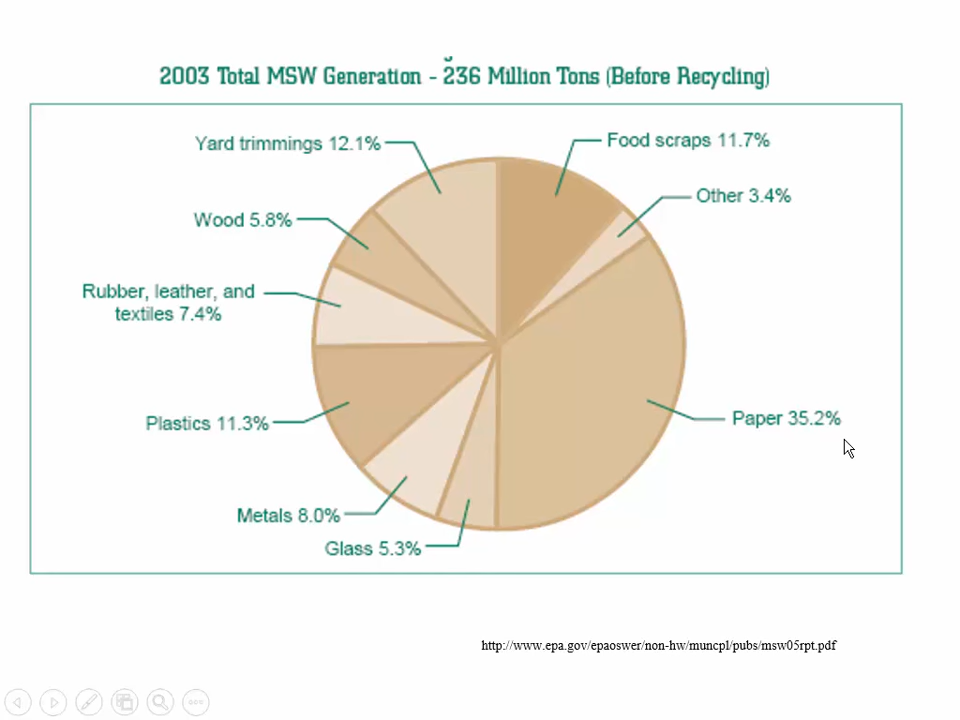 2003 Total MSW Generation - 236 Million Tons (Before Recycling)
Yard trimmings 12.1%
Food scraps 11.7%
Other 3.4%
Wood 5.8%
Rubber, leather, and
textiles 7.4%
Paper 35.2%
Plastics 11.3%
Metals 8.0%
Glass 5.3%
http://www.epa.gov/epaoswer/non-hw/muncpl/pubs/msw05rpt.pdf